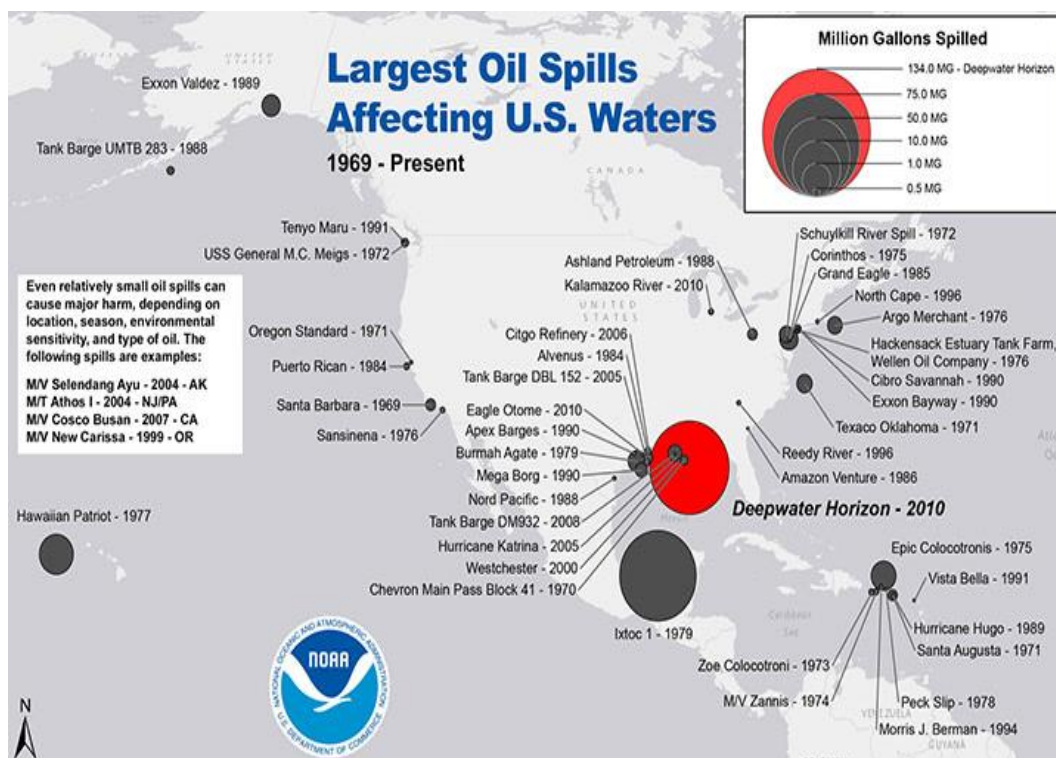 Largest Oil Spills
Affecting U.S. Waters
1969 - Present
Million Gallons Spilled
134.0 MG - Deepwater Horizon
75.0 MG
50.0 MG
10.0 MG
1.0 MG
0.5 MG
Exxon Valdez - 1989
Tank Barge UMTB 283 - 1988
CANADA
Tenyo Maru - 1991
USS General M.C. Meigs - 1972
Even relatively small oil spills can
cause major harm, depending on
location, season, environmental
sensitivity, and type of oil. The
following spills are examples:
M/V Selendang Ayu - 2004 - AK
M/T Athos I - 2004 - NJ/PA
M/V Cosco Busan - 2007 - CA
M/V New Carissa - 1999 - OR
Oregon Standard - 1971
Puerto Rican - 1984
Santa Barbara - 1969
Sansinena - 1976
Ashland Petroleum - 1988
Kalamazoo River - 2010
UNITED
STATES
Citgo Refinery - 2006
Alvenus - 1984
Tank Barge DBL 152 - 2005
Eagle Otome - 2010
Apex Barges - 1990
Burmah Agate - 1979
Mega Borg - 1990
Nord Pacific - 1988
Tank Barge DM932 - 2008
Hurricane Katrina - 2005
Westchester - 2000
Chevron Main Pass Block 41 - 1970
Schuylkill River Spill - 1972
Corinthos - 1975
Grand Eagle - 1985
North Cape - 1996
Argo Merchant - 1976
Hackensack Estuary Tank Farm,
Wellen Oil Company - 1976
Cibro Savannah - 1990
Exxon Bayway - 1990
Texaco Oklahoma - 1971
Reedy River - 1996
Amazon Venture - 1986
Deepwater Horizon - 2010
Hawaiian Patriot - 1977
Ixtoc 1 - 1979
Epic Colocotronis - 1975
Vista Bella - 1991
Hurricane Hugo - 1989
Santa Augusta - 1971
Zoe Colocotroni - 1973
M/V Zannis - 1974
Peck Slip - 1978
Morris J. Berman - 1994
VENEZUELA
GUYANA
NATIONAL OCEANIC AND ATMOSPHERIC ADMINISTRATION
NOAA
U.S. DEPARTMENT OF COMMERCE
N